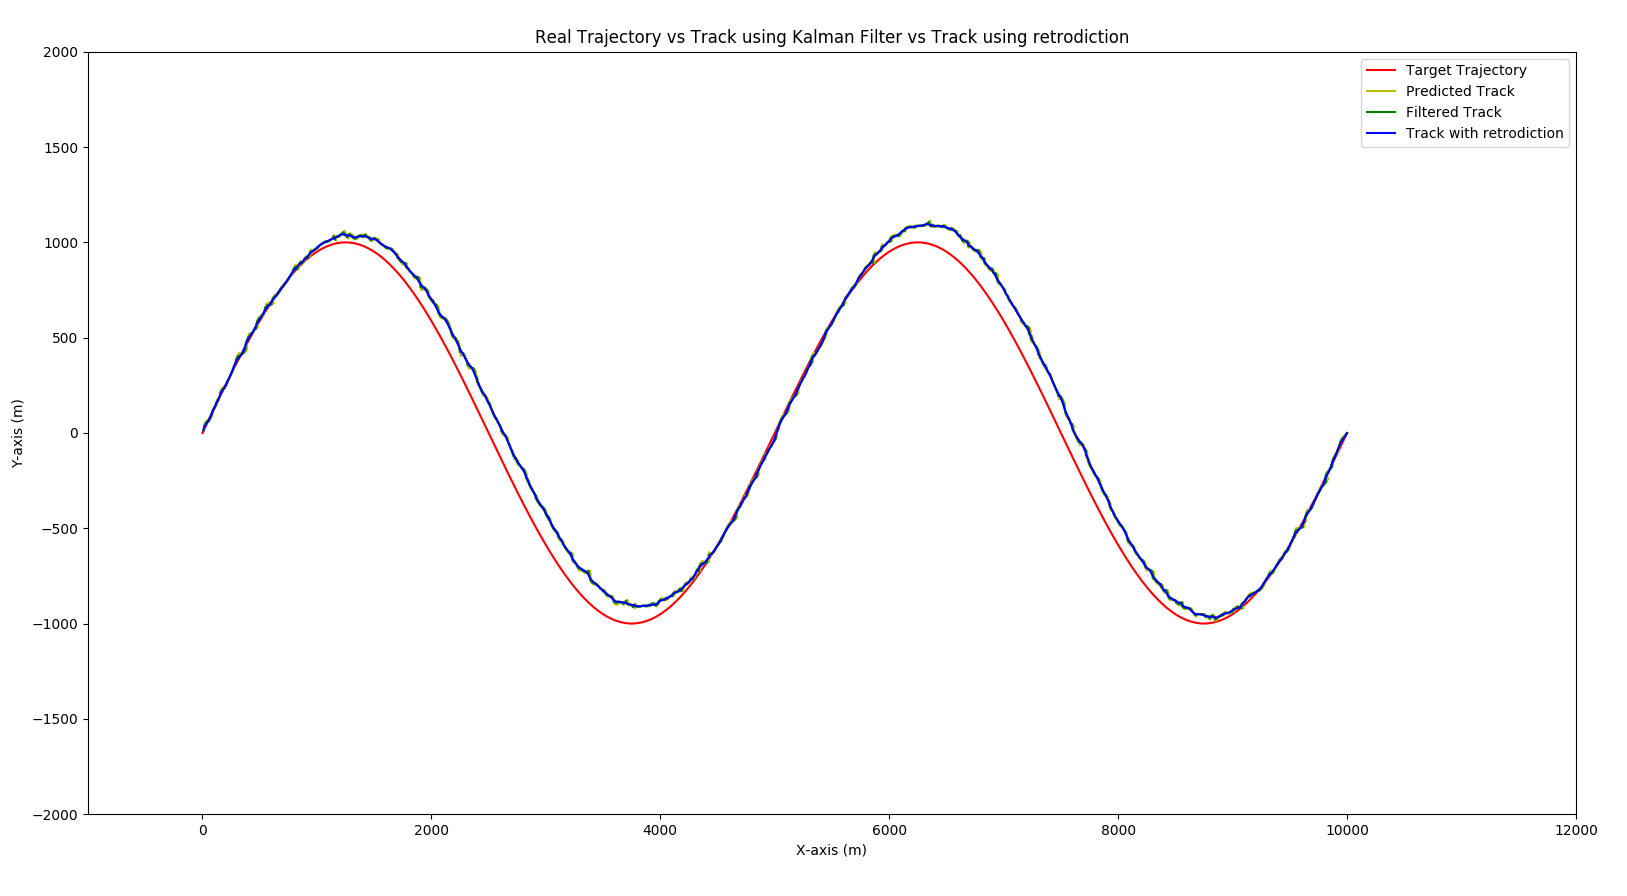 Real Trajectory vs Track using Kalman Filter vs Track using retrodiction
Target Trajectory
Predicted Track
Filtered Track
Track with retrodiction
2000
1500
1000
500
0
−500
−1000
−1500
−2000
Y-axis (m)
0 2000 4000 6000 8000 10000 12000
X-axis (m)